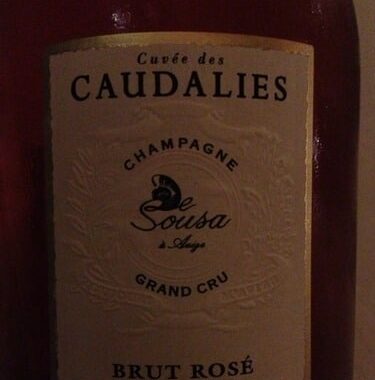 Cuvée des
CAUDALIES
CHAMPAGNE
De
Sousa
à Avize
GRAND CRU
BRUT ROSÉ